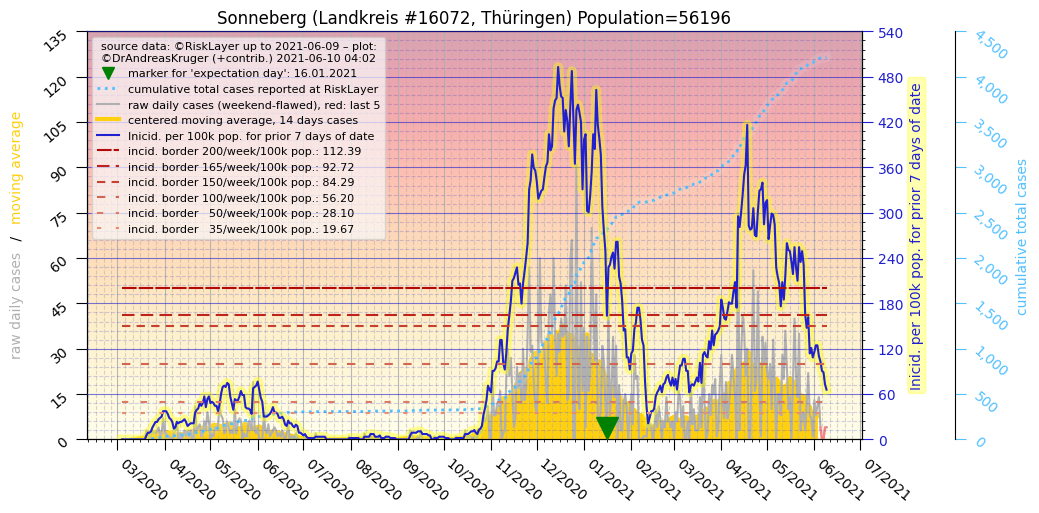 Sonneberg (Landkreis #16072, Thüringen) Population=56196
source data: ©RiskLayer up to 2021-06-09 – plot:
©DrAndreasKruger (+contrib.) 2021-06-10 04:02
marker for 'expectation day': 16.01.2021
cumulative total cases reported at RiskLayer
raw daily cases (weekend-flawed), red: last 5
centered moving average, 14 days cases
Inicid. per 100k pop. for prior 7 days of date
incid. border 200/week/100k pop.: 112.39
incid. border 165/week/100k pop.: 92.72
incid. border 150/week/100k pop.: 84.29
incid. border 100/week/100k pop.: 56.20
incid. border 50/week/100k pop.: 28.10
incid. border 35/week/100k pop.: 19.67
raw daily cases / moving average
135
120
105
90
75
60
45
30
15
0
03/2020
04/2020
05/2020
06/2020
07/2020
08/2020
09/2020
10/2020
11/2020
12/2020
01/2021
02/2021
03/2021
04/2021
05/2021
06/2021
07/2021
540
480
420
360
300
240
180
120
60
0
Inicid. per 100k pop. for prior 7 days of date
4,500
4,000
3,500
3,000
2,500
2,000
1,500
1,000
500
0
cumulative total cases